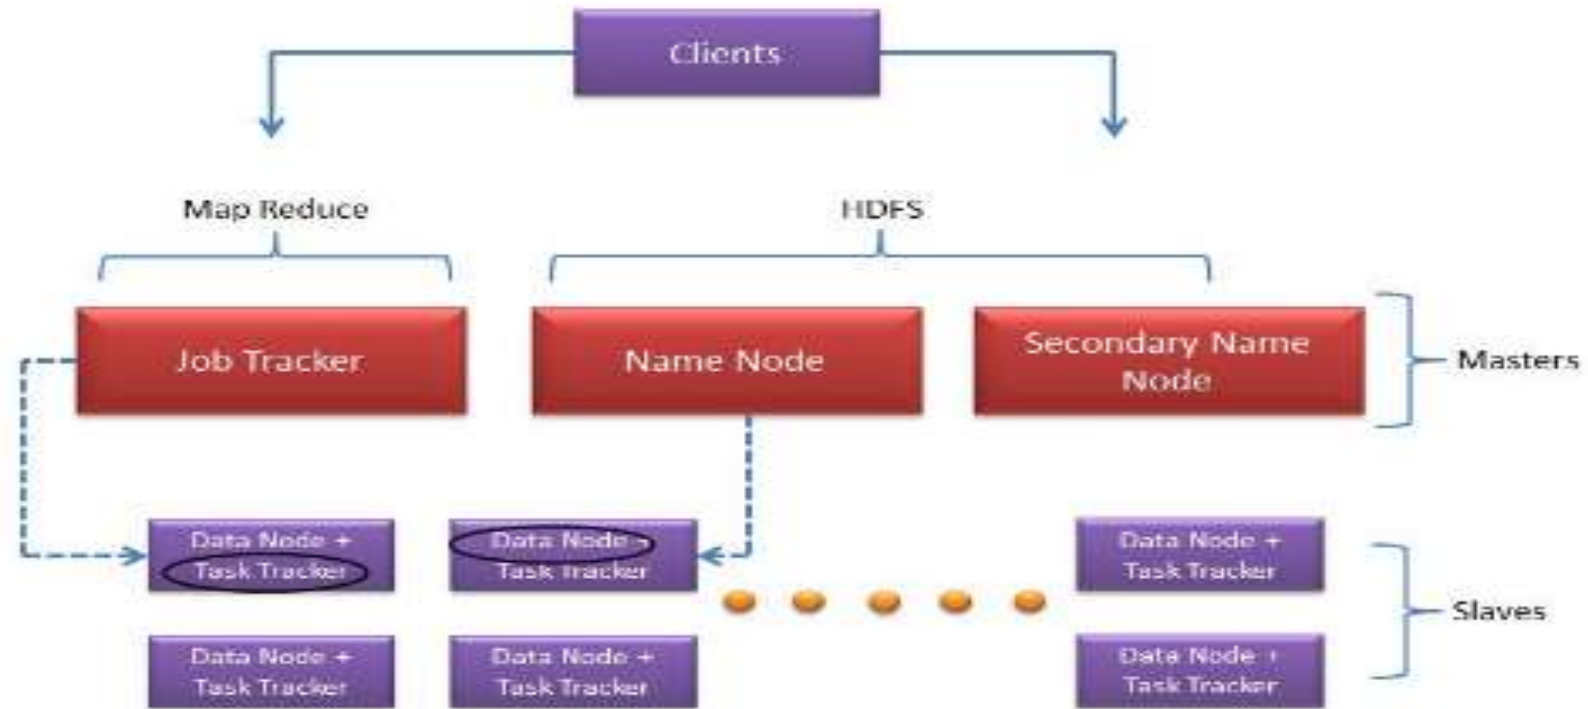 Clients
Map Reduce
HDFS
Job Tracker
Name Node
Secondary Name
Node
Masters
Data Node +
Task Tracker
Data Node +
Task Tracker
Data Node +
Task Tracker
Slaves
Data Node +
Task Tracker
Data Node +
Task Tracker
Data Node +
Task Tracker